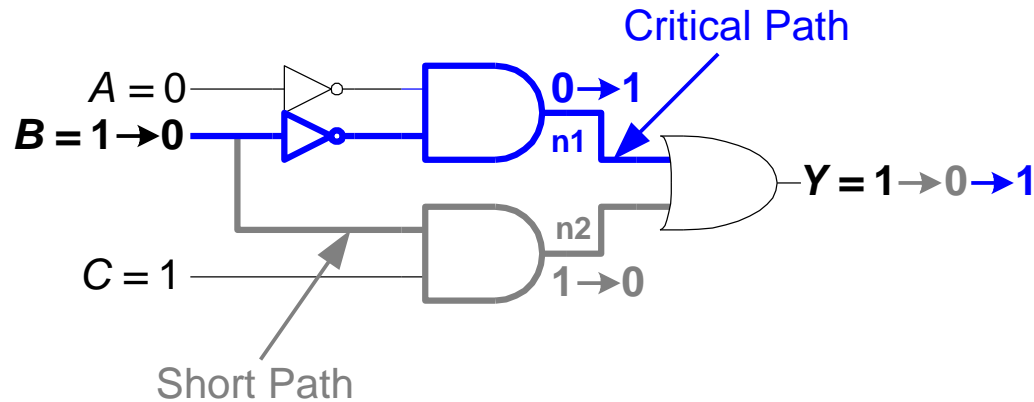 Critical Path
A = 0
0→1
B = 1→0
n1
Y = 1→0→1
n2
C = 1
1→0
Short Path